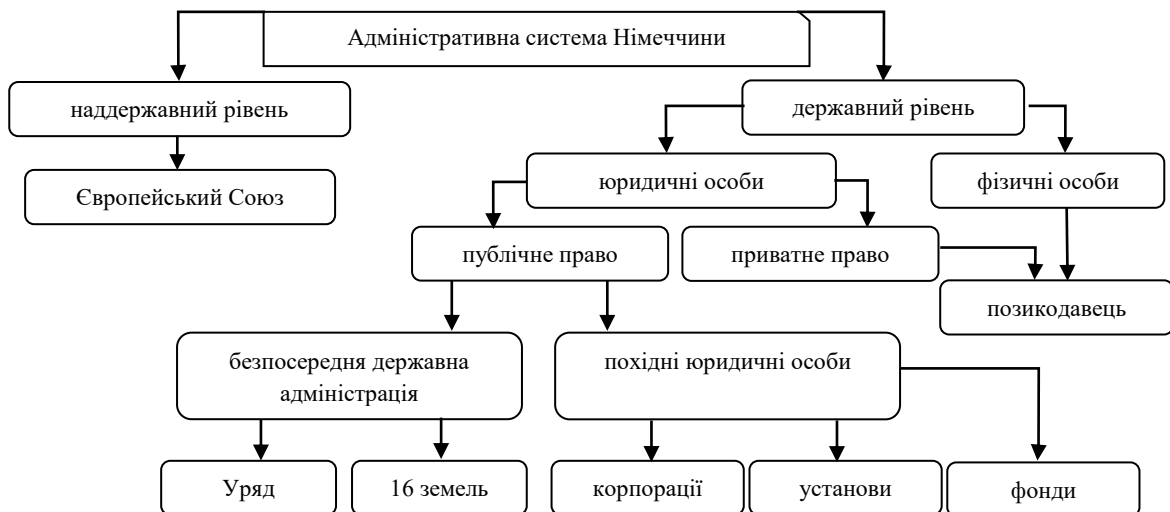 Адміністративна система Німеччини
наддержавний рівень
державний рівень
Європейський Союз
юридичні особи
фізичні особи
публічне право
приватне право
позикодавець
безпосередня державна
адміністрація
похідні юридичні особи
Уряд
16 земель
корпорації
установи
фонди